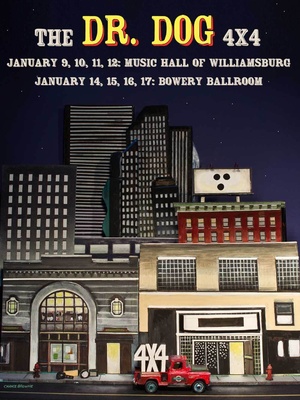 THE DR. DOG 4X4
JANUARY 9, 10, 11, 12: MUSIC HALL OF WILLIAMSBURG
JANUARY 14, 15, 16, 17: BOWERY BALLROOM
4X4